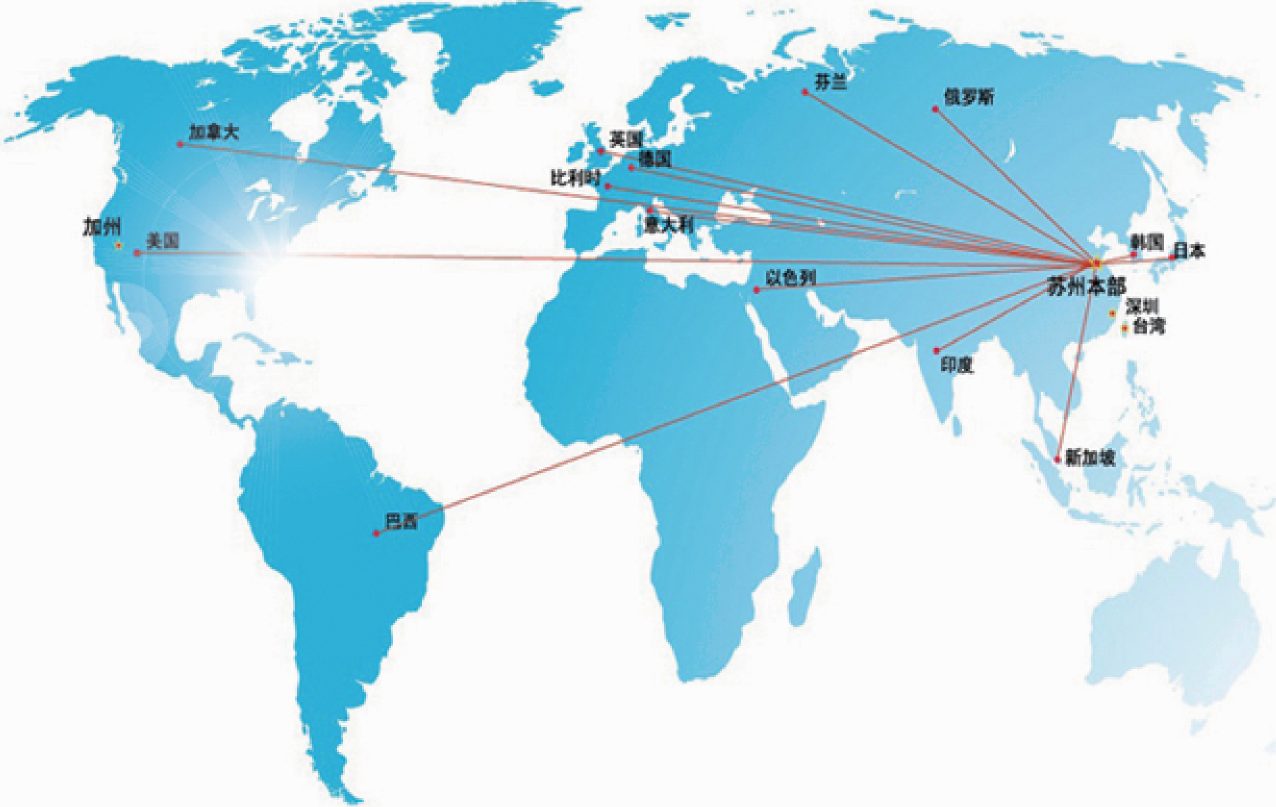 芬兰
俄罗斯
加拿大
英国
德国
比利时
加州
美国
意大利
韩国
日本
以色列
苏州本部
深圳
台湾
印度
新加坡
巴西